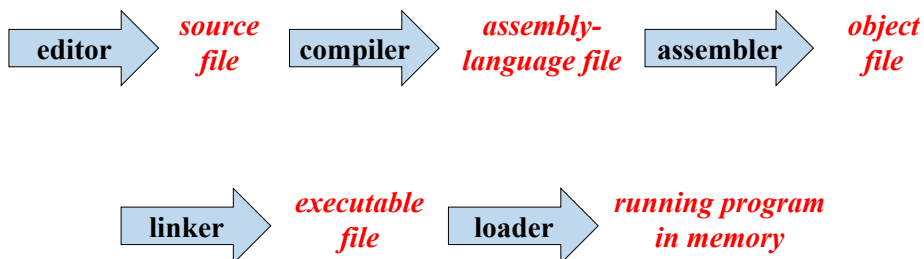 editor
source
file
compiler
assembly-
language file
assembler
object
file
linker
executable
file
loader
running program
in memory